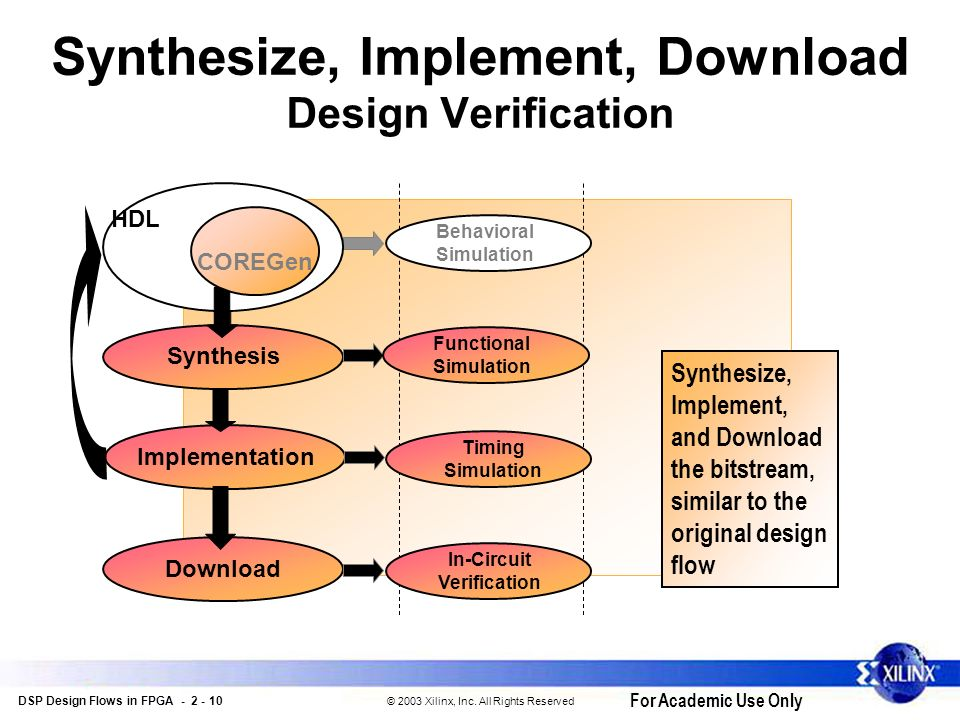 Synthesize, Implement, Download
Design Verification
HDL
COREGen
Behavioral
Simulation
Synthesis
Functional
Simulation
Implementation
Timing
Simulation
Download
In-Circuit
Verification
Synthesize,
Implement,
and Download
the bitstream,
similar to the
original design
flow
XILINX
DSP Design Flows in FPGA - 2 - 10
© 2003 Xilinx, Inc. All Rights Reserved
For Academic Use Only